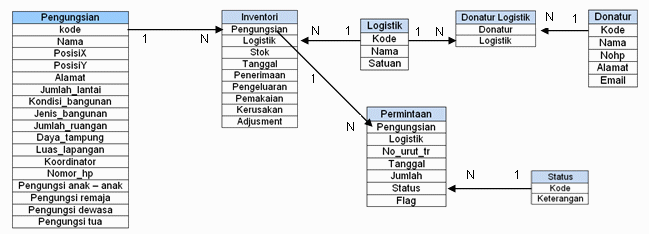 Pengungsian
kode
Nama
PosisiX
PosisiY
Alamat
Jumlah_lantai
Kondisi_bangunan
Jenis_bangunan
Jumlah_ruangan
Daya_tampung
Luas_lapangan
Koordinator
Nomor_hp
Pengungsi anak – anak
Pengungsi remaja
Pengungsi dewasa
Pengungsi tua
1
N
Inventori
Pengungsian
Logistik
Stok
Tanggal
Penerimaan
Pengeluaran
Pemakaian
Kerusakan
Adjusment
N
1
Logistik
Kode
Nama
Satuan
1
N
Donatur Logistik
Donatur
Logistik
N
1
Donatur
Kode
Nama
Nohp
Alamat
Email
1
N
Permintaan
Pengungsian
Logistik
No_urut_tr
Tanggal
Jumlah
Status
Flag
N
1
Status
Kode
Keterangan